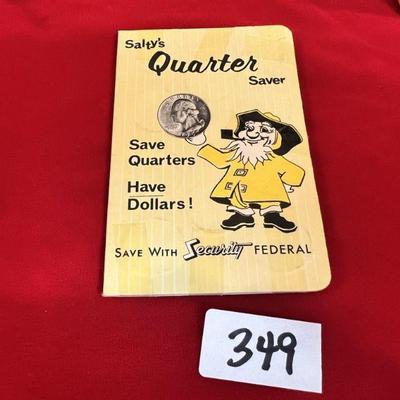 Salty's
Quarter
Saver
Save
Quarters
Have
Dollars!
SAVE WITH Security FEDERAL
349